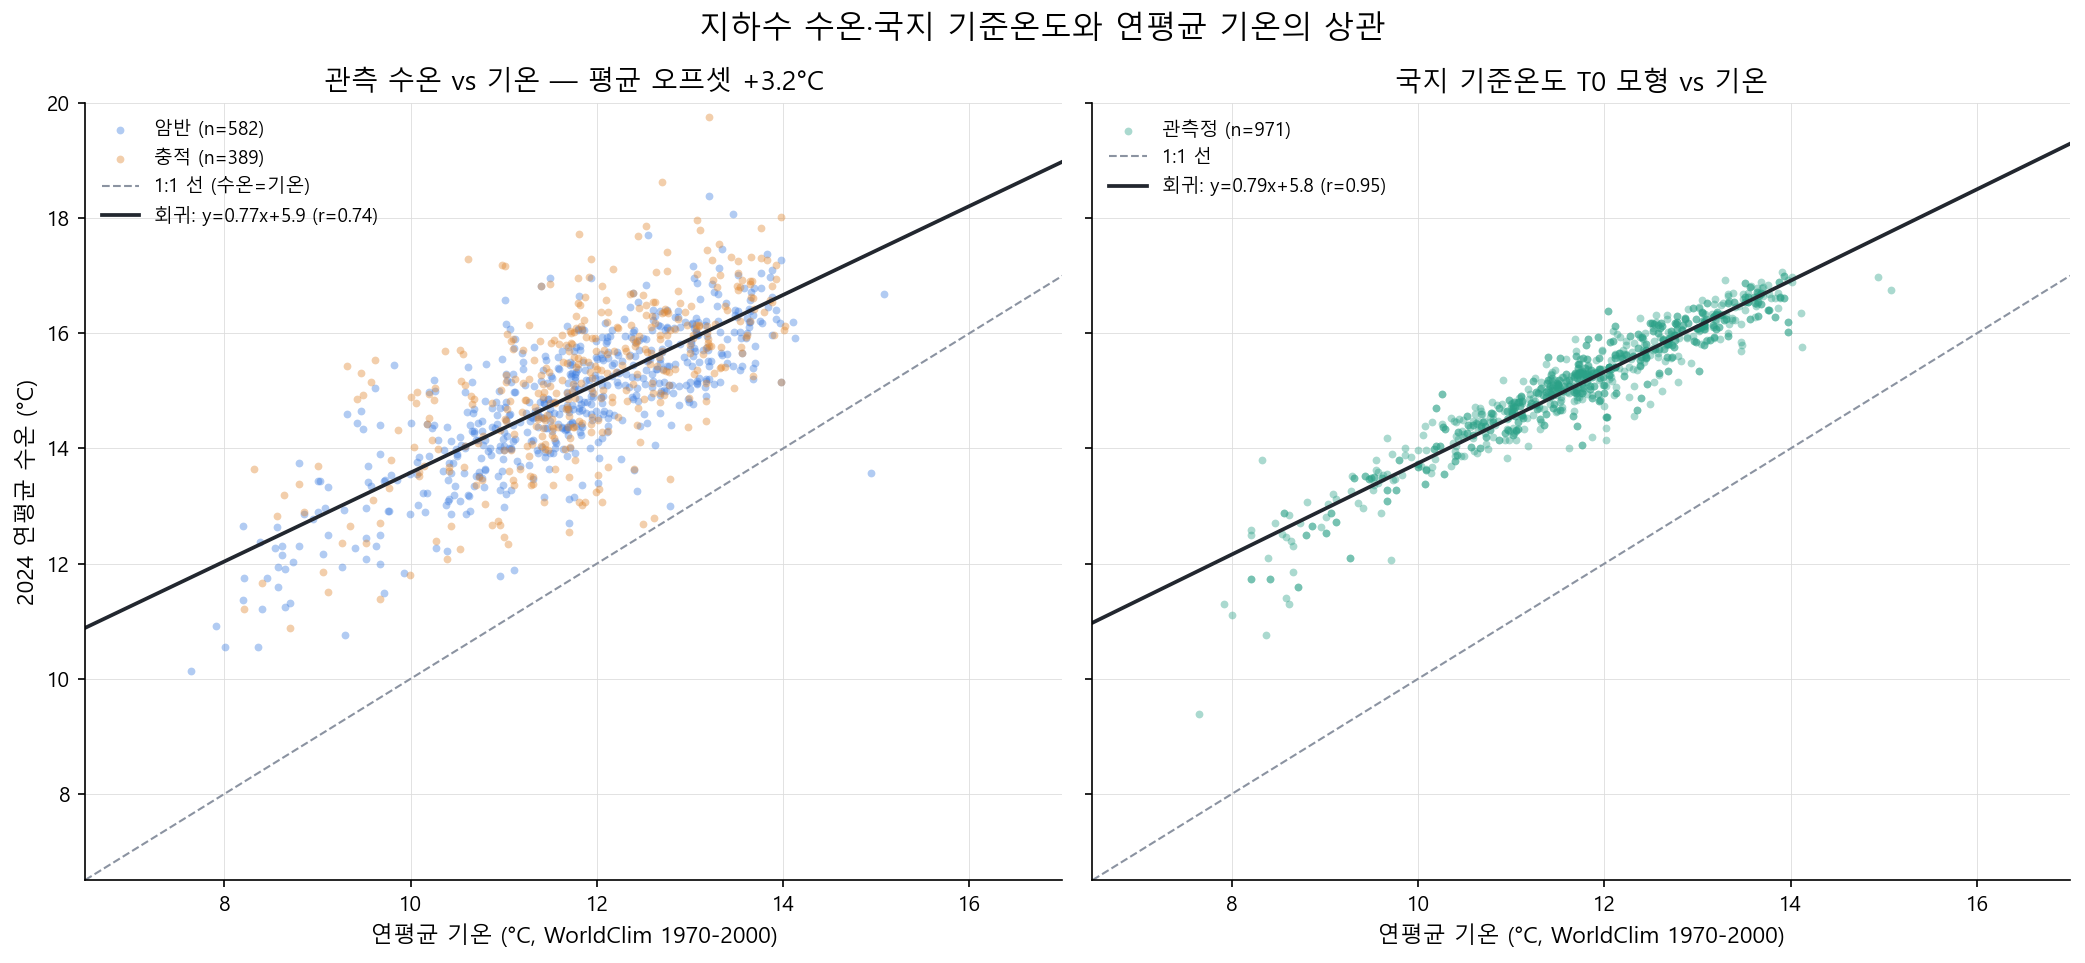 지하수 수온·국지 기준온도와 연평균 기온의 상관
관측 수온 vs 기온 — 평균 오프셋 +3.2°C
암반 (n=582)
충적 (n=389)
1:1 선 (수온=기온)
회귀: y=0.77x+5.9 (r=0.74)
2024 연평균 수온 (°C)
20
18
16
14
12
10
8
8 10 12 14 16
연평균 기온 (°C, WorldClim 1970-2000)
국지 기준온도 T0 모형 vs 기온
관측정 (n=971)
1:1 선
회귀: y=0.79x+5.8 (r=0.95)
8 10 12 14 16
연평균 기온 (°C, WorldClim 1970-2000)